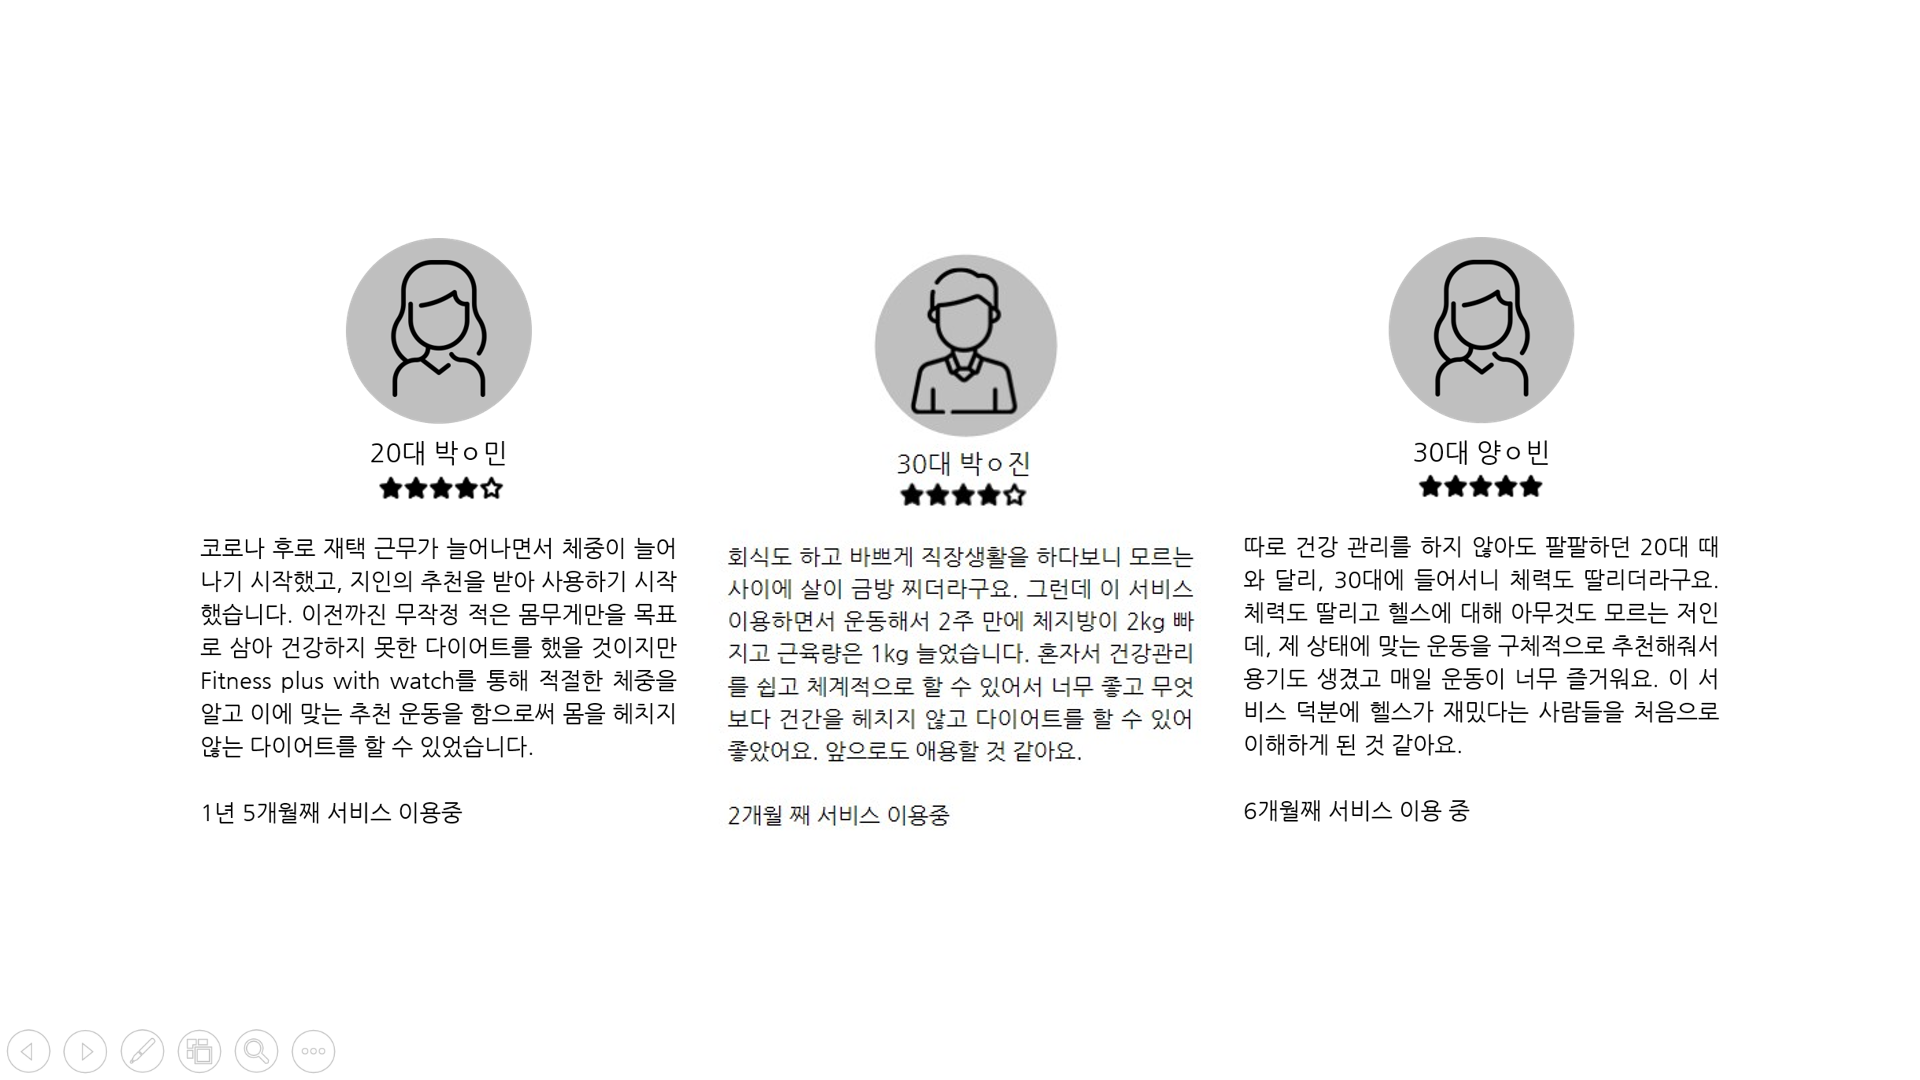 20대 박ㅇ민
★★★★☆
코로나 후로 재택 근무가 늘어나면서 체중이 늘어
나기 시작했고, 지인의 추천을 받아 사용하기 시작
했습니다. 이전까진 무작정 적은 몸무게만을 목표
로 삼아 건강하지 못한 다이어트를 했을 것이지만
Fitness plus with watch를 통해 적절한 체중을
알고 이에 맞는 추천 운동을 함으로써 몸을 헤치지
않는 다이어트를 할 수 있었습니다.
1년 5개월째 서비스 이용중
30대 박ㅇ진
★★★★☆
회식도 하고 바쁘게 직장생활을 하다보니 모르는
사이에 살이 금방 찌더라구요. 그런데 이 서비스
이용하면서 운동해서 2주 만에 체지방이 2kg 빠
지고 근육량은 1kg 늘었습니다. 혼자서 건강관리
를 쉽고 체계적으로 할 수 있어서 너무 좋고 무엇
보다 건간을 헤치지 않고 다이어트를 할 수 있어
좋았어요. 앞으로도 애용할 것 같아요.
2개월 째 서비스 이용중
30대 양ㅇ빈
★★★★★
따로 건강 관리를 하지 않아도 팔팔하던 20대 때
와 달리, 30대에 들어서니 체력도 딸리더라구요.
체력도 딸리고 헬스에 대해 아무것도 모르는 저인
데, 제 상태에 맞는 운동을 구체적으로 추천해줘서
용기도 생겼고 매일 운동이 너무 즐거워요. 이 서
비스 덕분에 헬스가 재밌다는 사람들을 처음으로
이해하게 된 것 같아요.
6개월째 서비스 이용 중